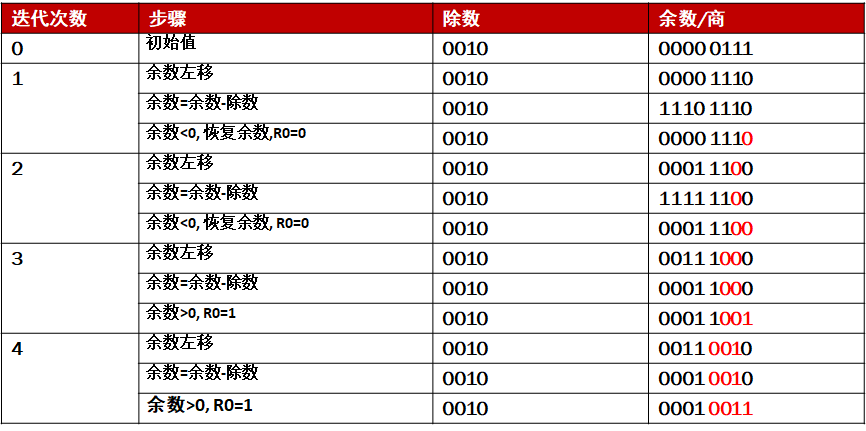 迭代次数 步骤 除数 余数/商
0 初始值 0010 0000 0111
1 余数左移 0010 0000 1110
余数=余数-除数 0010 1110 1110
余数<0, 恢复余数,R0=0 0010 0000 1110
2 余数左移 0010 0001 1100
余数=余数-除数 0010 1111 1100
余数<0, 恢复余数, R0=0 0010 0001 1100
3 余数左移 0010 0011 1000
余数=余数-除数 0010 0001 1000
余数>0, R0=1 0010 0001 1001
4 余数左移 0010 0011 0010
余数=余数-除数 0010 0001 0010
余数>0, R0=1 0010 0001 0011